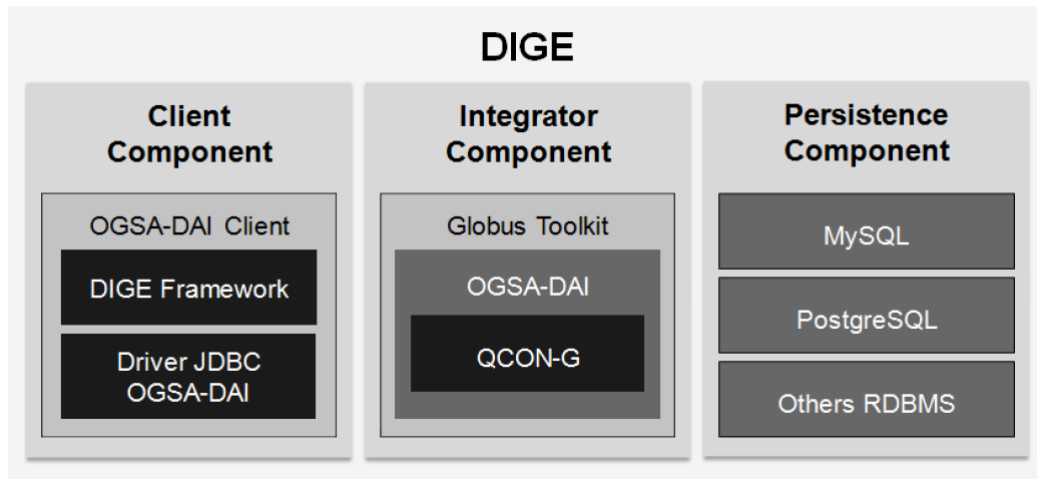 DIGE
Client
Component
OGSA-DAI Client
DIGE Framework
Driver JDBC
OGSA-DAI
Integrator
Component
Globus Toolkit
OGSA-DAI
QCON-G
Persistence
Component
MySQL
PostgreSQL
Others RDBMS